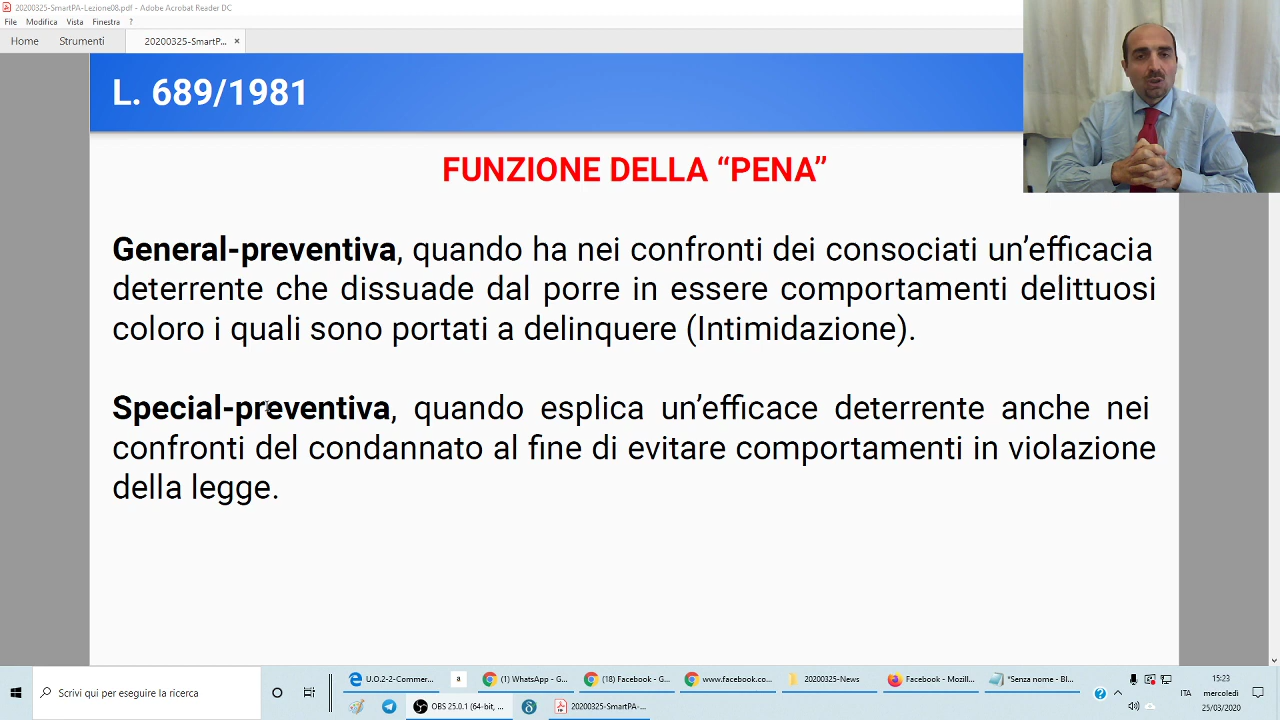 20200325-SmartPA-Lezione08.pdf - Adobe Acrobat Reader DC
File Modifica Vista Finestra ?
Home Strumenti 20200325-SmartP... ×
L. 689/1981
FUNZIONE DELLA “PENA”
General-preventiva, quando ha nei confronti dei consociati un’efficacia
deterrente che dissuade dal porre in essere comportamenti delittuosi
coloro i quali sono portati a delinquere (Intimidazione).
Special-preventiva, quando esplica un’efficace deterrente anche nei
confronti del condannato al fine di evitare comportamenti in violazione
della legge.
U.O.2-2-Commer... a (1) WhatsApp - G... (18) Facebook - G... www.facebook.co... 20200325-News Facebook - Mozill... *Senza nome - Bl... 15:23
Scrivi qui per eseguire la ricerca ITA mercoledì
OBS 25.0.1 (64-bit, ... 20200325-SmartPA-... 25/03/2020